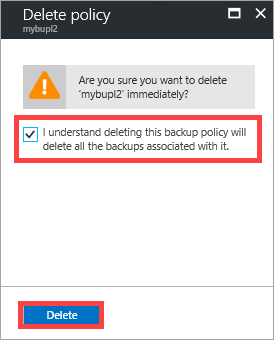 Delete policy
mybupl2
Are you sure you want to delete
'mybupl2' immediately?
I understand deleting this backup policy will
delete all the backups associated with it.
Delete